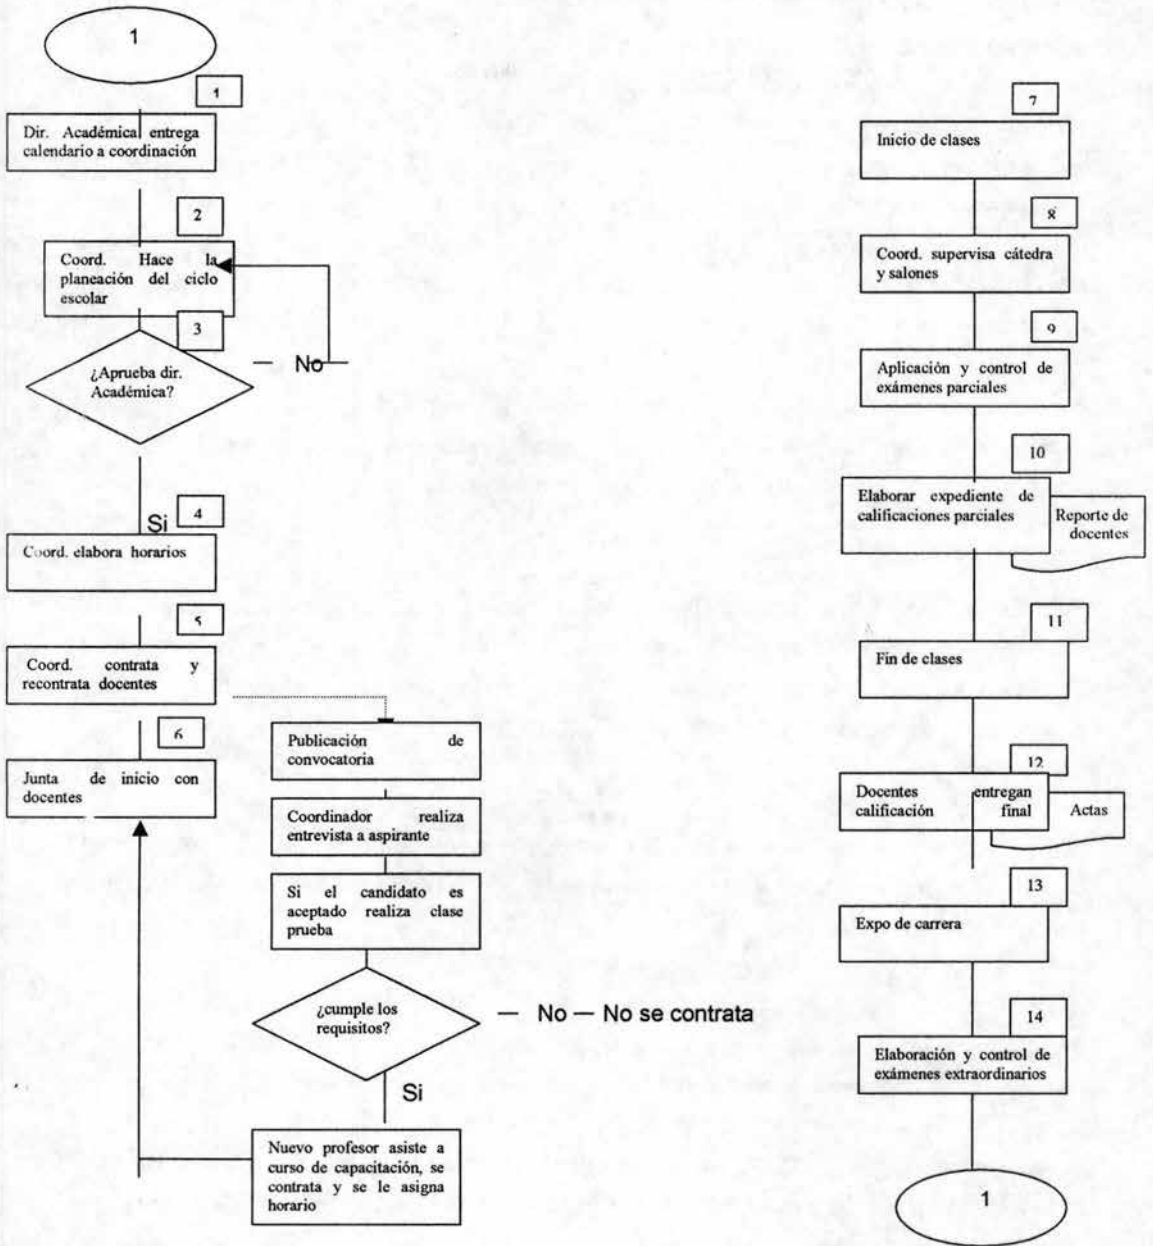 1
1
Dir. Académica entrega
calendario a coordinación
2
Coord. Hace la
planeación del ciclo
escolar
3
¿Aprueba dir.
Académica?
No
Si
4
Coord. elabora horarios
5
Coord. contrata y
recontrata docentes
6
Junta de inicio con
docentes
Publicación de
convocatoria
Coordinador realiza
entrevista a aspirante
Si el candidato es
aceptado realiza clase
prueba
¿cumple los
requisitos?
No — No se contrata
Si
Nuevo profesor asiste a
curso de capacitación, se
contrata y se le asigna
horario
7
Inicio de clases
8
Coord. supervisa cátedra
y salones
9
Aplicación y control de
exámenes parciales
10
Elaborar expediente de
calificaciones parciales
Reporte de
docentes
11
Fin de clases
12
Docentes entregan
calificación final
Actas
13
Expo de carrera
14
Elaboración y control de
exámenes extraordinarios
1